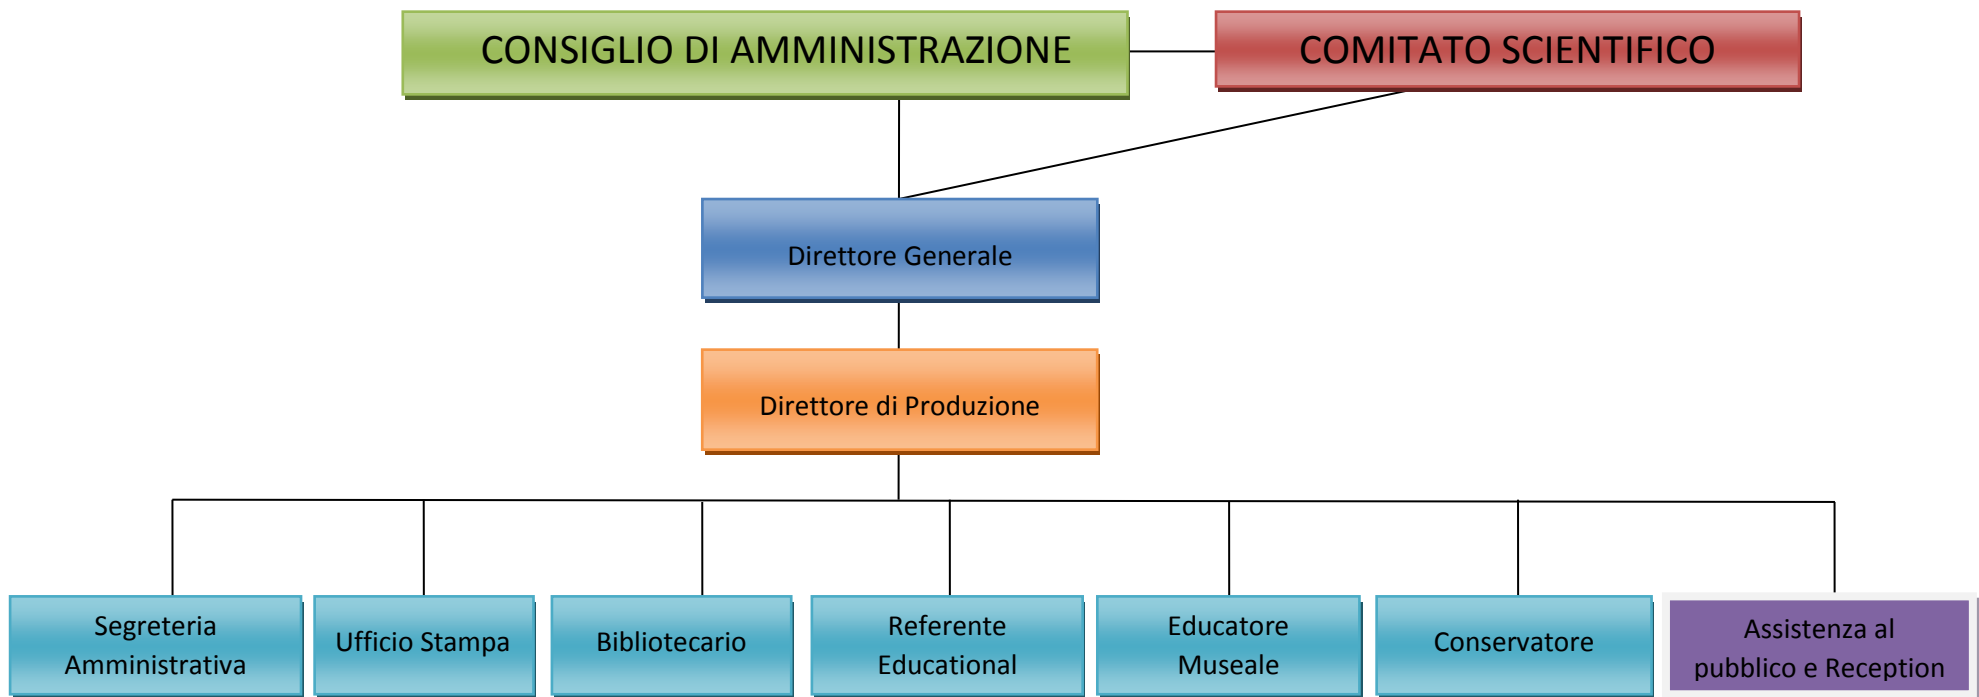 CONSIGLIO DI AMMINISTRAZIONE
COMITATO SCIENTIFICO
Direttore Generale
Direttore di Produzione
Segreteria
Amministrativa
Ufficio Stampa
Bibliotecario
Referente
Educational
Educatore
Museale
Conservatore
Assistenza al
pubblico e Reception